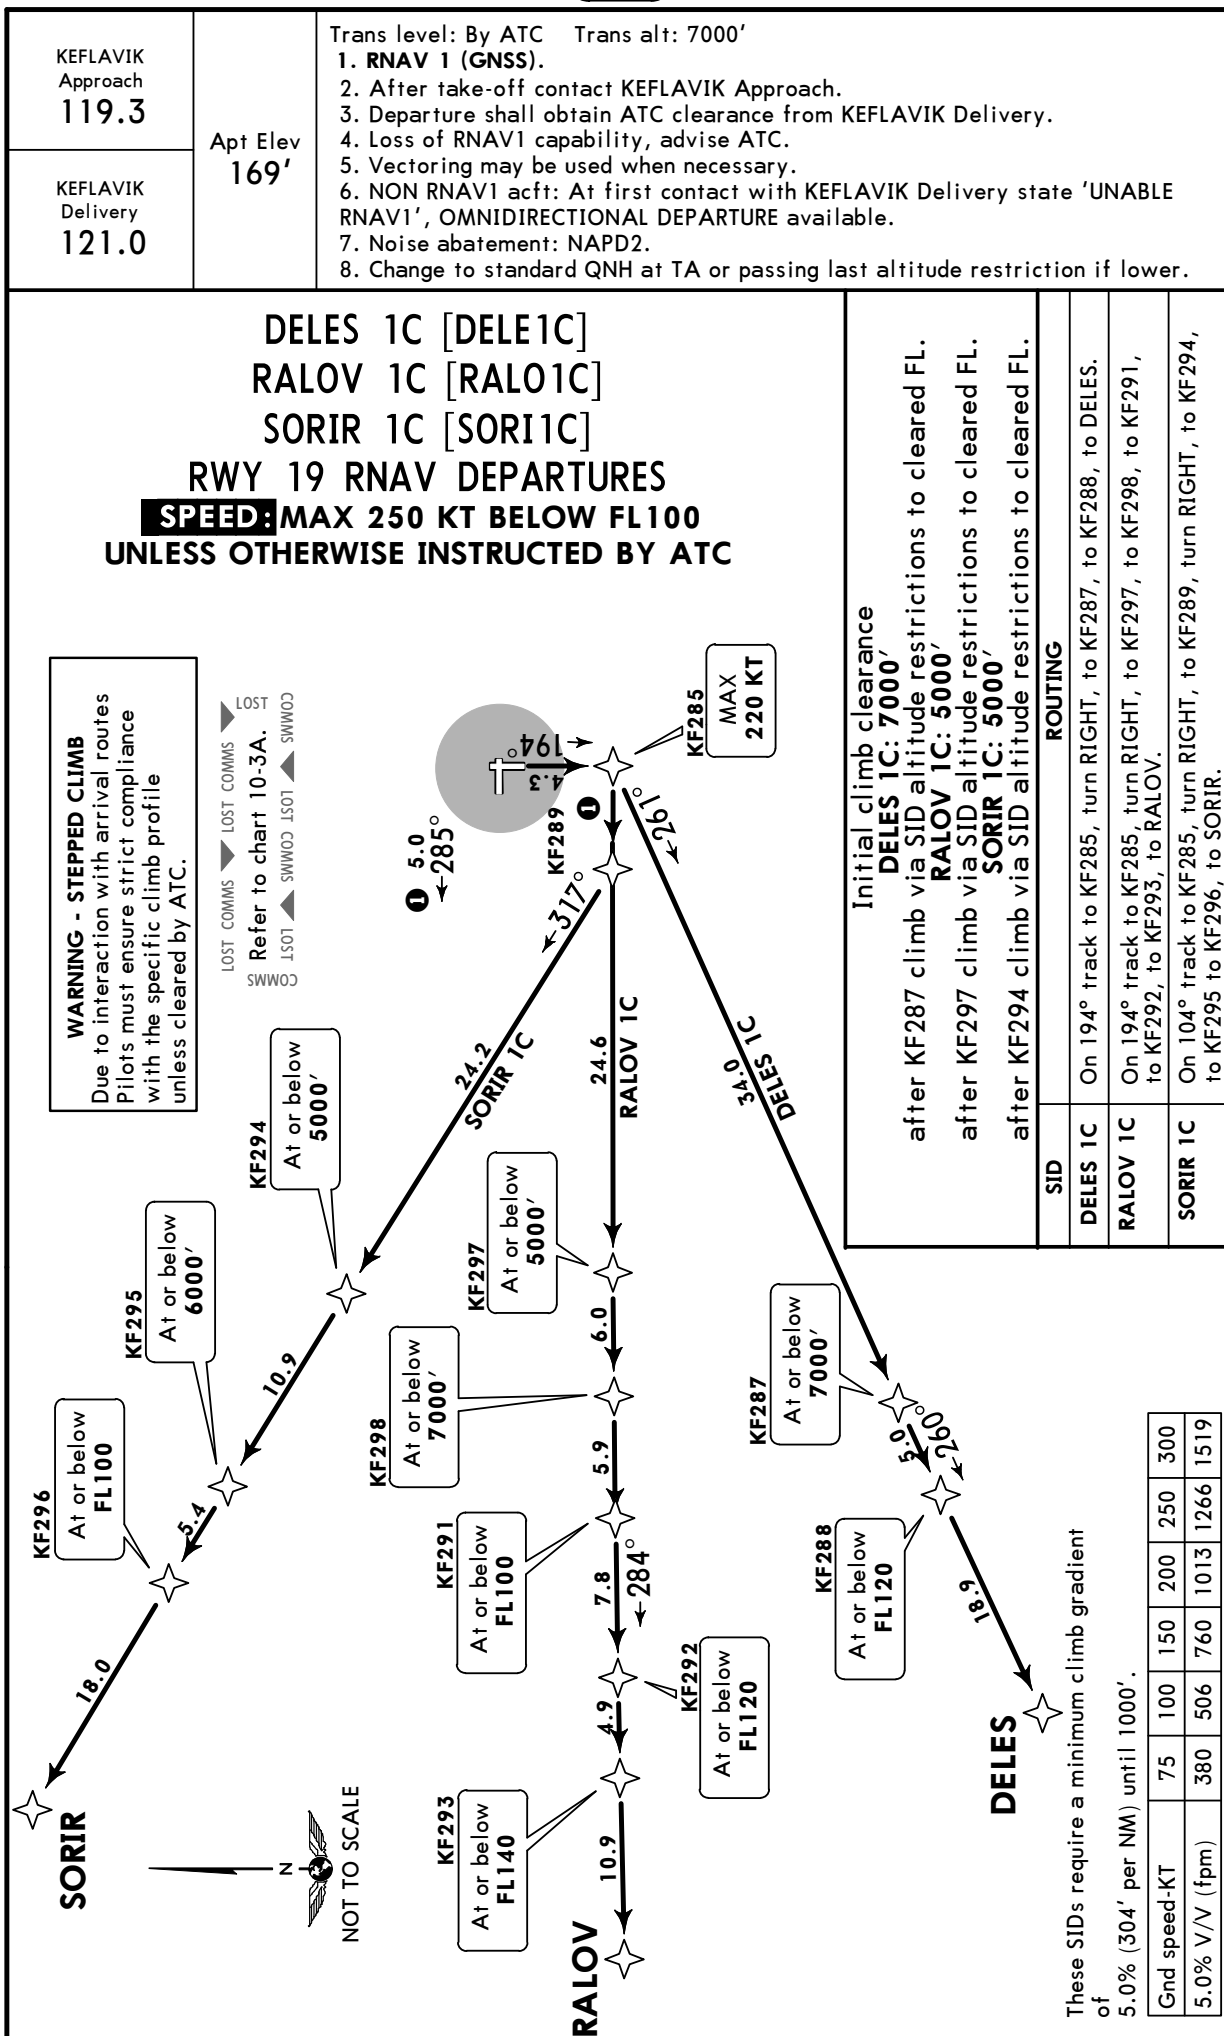 KEFLAVIK
Approach
119.3
KEFLAVIK
Delivery
121.0
Apt Elev
169'
Trans level: By ATC Trans alt: 7000'
1. RNAV 1 (GNSS).
2. After take-off contact KEFLAVIK Approach.
3. Departure shall obtain ATC clearance from KEFLAVIK Delivery.
4. Loss of RNAV1 capability, advise ATC.
5. Vectoring may be used when necessary.
6. NON RNAV1 acft: At first contact with KEFLAVIK Delivery state 'UNABLE
RNAV1', OMNIDIRECTIONAL DEPARTURE available.
7. Noise abatement: NAPD2.
8. Change to standard QNH at TA or passing last altitude restriction if lower.
DELES 1C [DELE1C]
RALOV 1C [RALO1C]
SORIR 1C [SORI1C]
RWY 19 RNAV DEPARTURES
SPEED: MAX 250 KT BELOW FL100
UNLESS OTHERWISE INSTRUCTED BY ATC
WARNING - STEPPED CLIMB
Due to interaction with arrival routes
Pilots must ensure strict compliance
with the specific climb profile
unless cleared by ATC.
LOST COMMS LOST COMMS LOST
Refer to chart 10-3A.
COMMS LOST COMMS LOST COMMS
Initial climb clearance
DELES 1C: 7000'
after KF287 climb via SID altitude restrictions to cleared FL.
RALOV 1C: 5000'
after KF297 climb via SID altitude restrictions to cleared FL.
SORIR 1C: 5000'
after KF294 climb via SID altitude restrictions to cleared FL.
SID ROUTING
DELES 1C On 194° track to KF285, turn RIGHT, to KF287, to KF288, to DELES.
RALOV 1C On 194° track to KF285, turn RIGHT, to KF297, to KF298, to KF291,
to KF292, to KF293, to RALOV.
SORIR 1C On 104° track to KF285, turn RIGHT, to KF289, turn RIGHT, to KF294,
to KF295 to KF296, to SORIR.
KF285
MAX
220 KT
194°
4.3
KF289
1
1 5.0
285°
261°
317°
24.2
SORIR 1C
24.6
RALOV 1C
34.0
DELES 1C
KF294
At or below
5000'
KF295
At or below
6000'
10.9
KF296
At or below
FL100
5.4
18.0
SORIR
KF297
At or below
5000'
6.0
KF298
At or below
7000'
5.9
KF291
At or below
FL100
7.8
284°
KF292
At or below
FL120
4.9
KF293
At or below
FL140
10.9
RALOV
KF287
At or below
7000'
5.0
260°
KF288
At or below
FL120
18.9
DELES
N
NOT TO SCALE
These SIDs require a minimum climb gradient
of
5.0% (304' per NM) until 1000'.
Gnd speed-KT 75 100 150 200 250 300
5.0% V/V (fpm) 380 506 760 1013 1266 1519